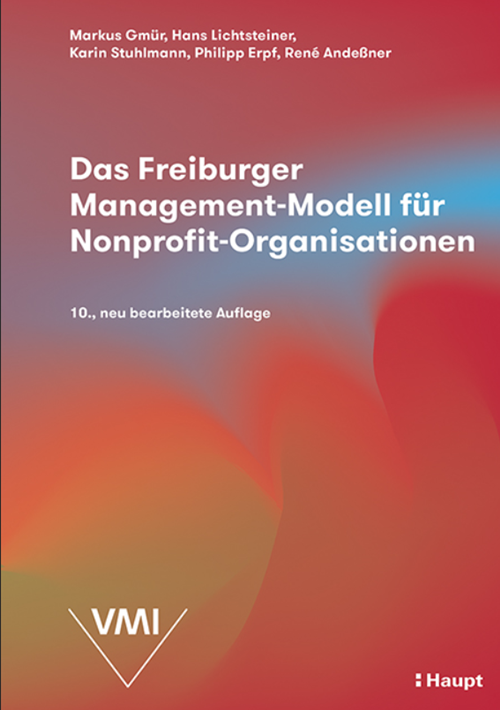 Markus Gmür, Hans Lichtsteiner,
Karin Stuhlmann, Philipp Erpf, René Andeßner
Das Freiburger
Management-Modell für
Nonprofit-Organisationen
10., neu bearbeitete Auflage
VMI
Haupt